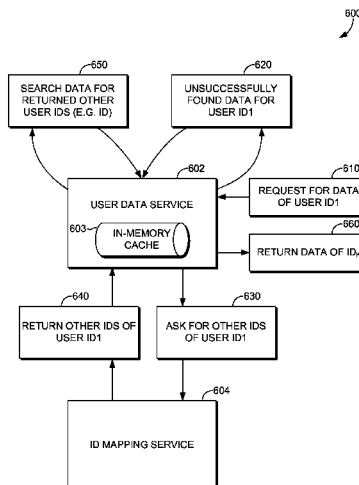 600
650
620
SEARCH DATA FOR
RETURNED OTHER
USER IDS (E.G. ID)
UNSUCCESSFULLY
FOUND DATA FOR
USER ID1
602
610
USER DATA SERVICE
REQUEST FOR DATA
OF USER ID1
603
IN-MEMORY
CACHE
660
RETURN DATA OF
640
630
RETURN OTHER IDS OF
USER ID1
ASK FOR OTHER IDS
OF USER ID1
604
ID MAPPING SERVICE